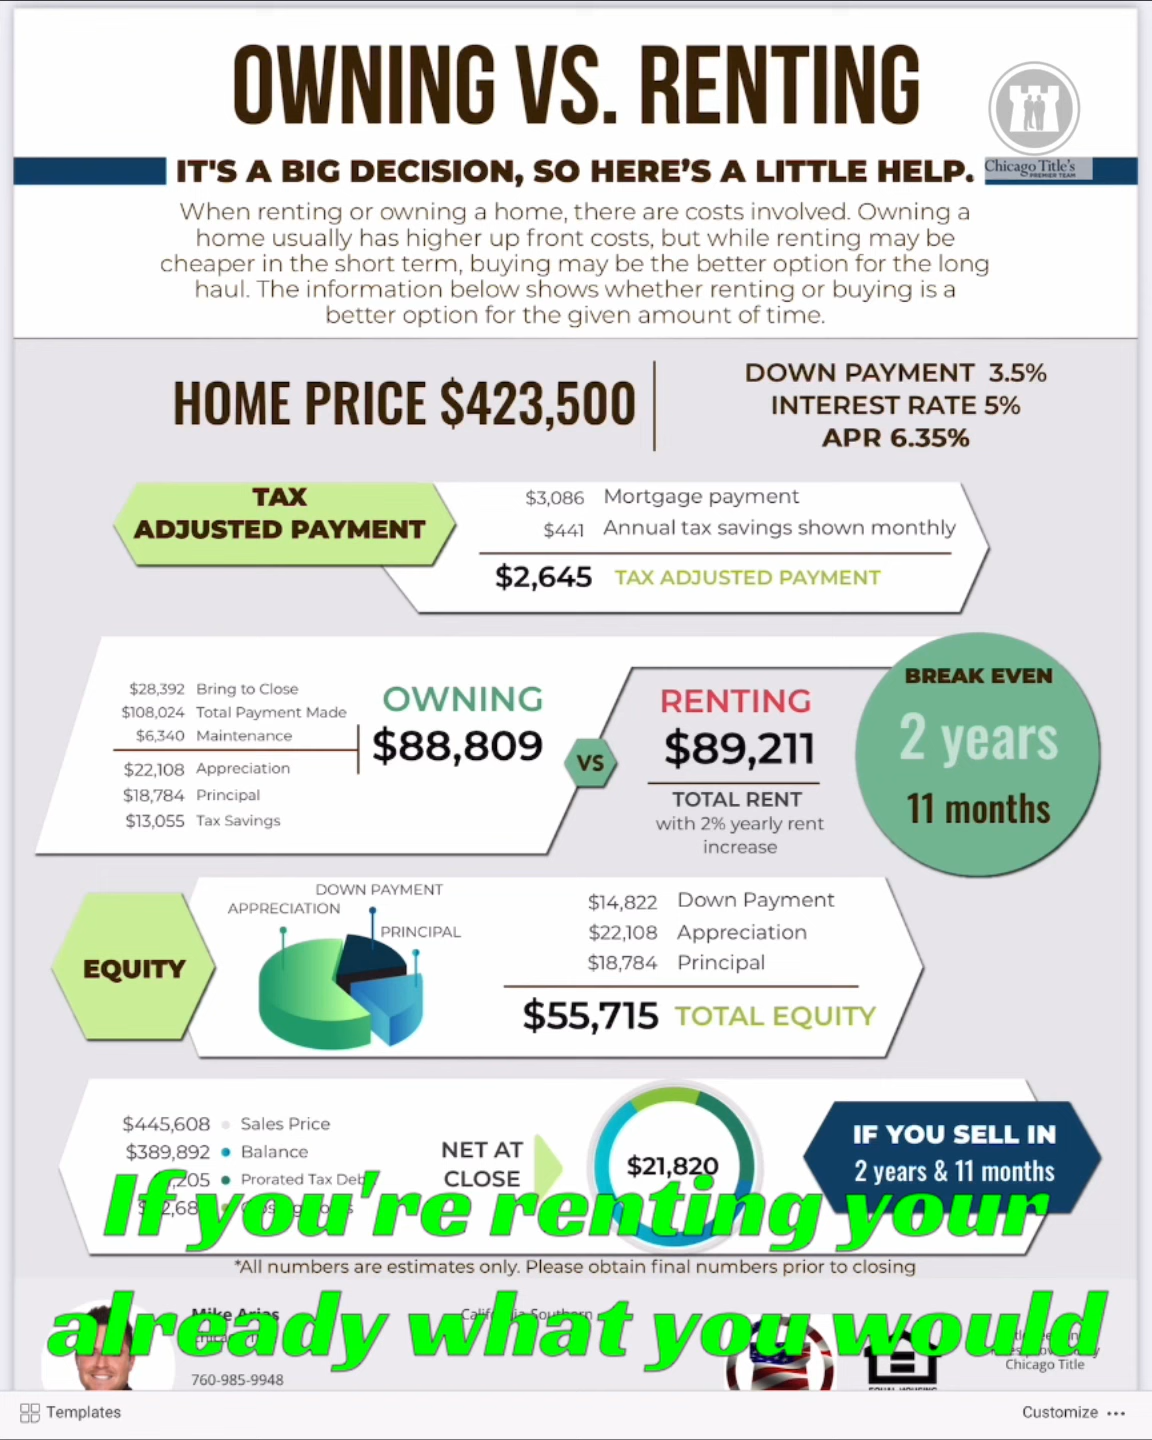 OWNING VS. RENTING
IT'S A BIG DECISION, SO HERE'S A LITTLE HELP.
Chicago Title's
PREMIER TEAM
When renting or owning a home, there are costs involved. Owning a
home usually has higher up front costs, but while renting may be
cheaper in the short term, buying may be the better option for the long
haul. The information below shows whether renting or buying is a
better option for the given amount of time.
HOME PRICE $423,500
DOWN PAYMENT 3.5%
INTEREST RATE 5%
APR 6.35%
TAX
ADJUSTED PAYMENT
$3,086 Mortgage payment
$441 Annual tax savings shown monthly
$2,645 TAX ADJUSTED PAYMENT
$28,392 Bring to Close
$108,024 Total Payment Made
$6,340 Maintenance
$22,108 Appreciation
$18,784 Principal
$13,055 Tax Savings
OWNING
$88,809
VS
RENTING
$89,211
TOTAL RENT
with 2% yearly rent
increase
BREAK EVEN
2 years
11 months
EQUITY
DOWN PAYMENT
APPRECIATION
PRINCIPAL
$14,822 Down Payment
$22,108 Appreciation
$18,784 Principal
$55,715 TOTAL EQUITY
$445,608 Sales Price
$389,892 Balance
Prorated Tax
NET AT
CLOSE
$21,820
IF YOU SELL IN
2 years & 11 months
If you're renting your
already what you would
*All numbers are estimates only. Please obtain final numbers prior to closing
Mike Arias
760-985-9948
California Southern
EQUAL HOUSING
Chicago Title
Templates
Customize